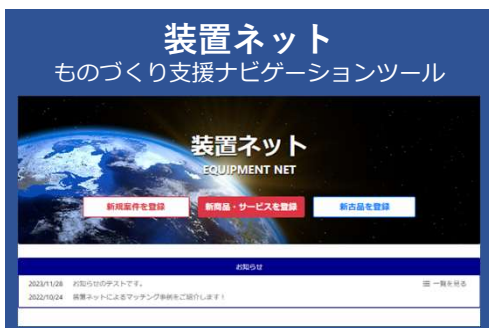 装置ネット
ものづくり支援ナビゲーションツール
装置ネット
EQUIPMENT NET
新規案件を登録 新商品・サービスを登録 新古品を登録
お知らせ
2023/11/28 お知らせのテストです。 一覧を見る
2022/10/24 装置ネットによるマッチング事例をご紹介します！